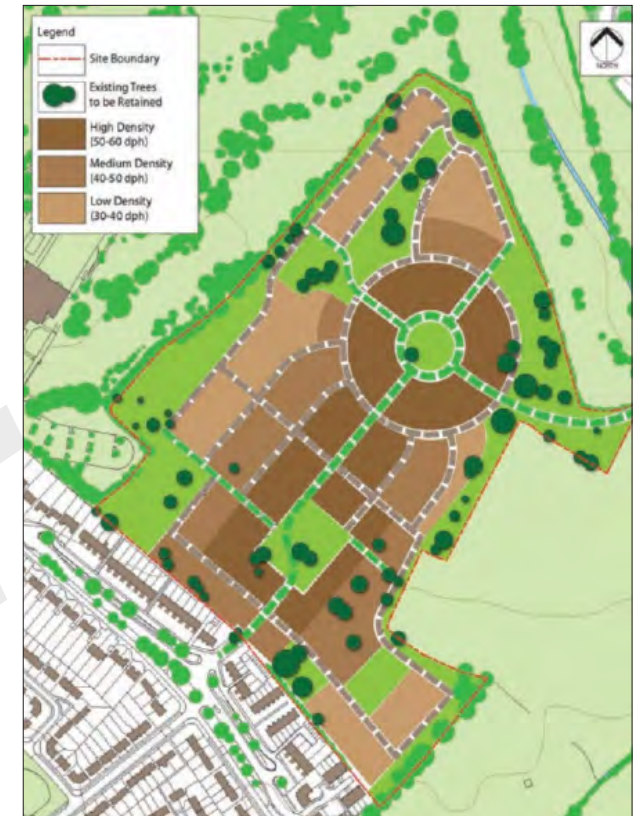 Legend
Site Boundary
Existing Trees
to be Retained
High Density
(50-60 dph)
Medium Density
(40-50 dph)
Low Density
(30-40 dph)
NORTH